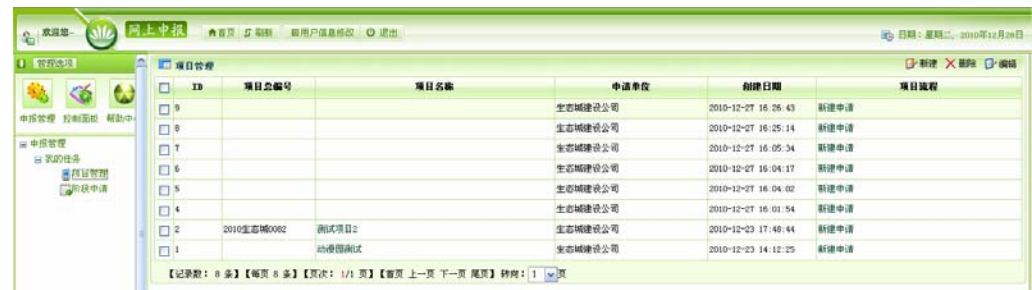 欢迎您- 网上申报 首页 刷新 用户信息修改 退出 日期：星期二，2010年12月28日
管理选项
项目管理 新建 删除 编辑
申报管理 控制面板 帮助中
申报管理
我的任务
项目管理
阶段申请
ID 项目总编号 项目名称 申请单位 创建日期 项目流程
9 生态城建设公司 2010-12-27 16:26:43 新建申请
8 生态城建设公司 2010-12-27 16:25:14 新建申请
7 生态城建设公司 2010-12-27 16:05:34 新建申请
6 生态城建设公司 2010-12-27 16:04:17 新建申请
5 生态城建设公司 2010-12-27 16:04:02 新建申请
4 生态城建设公司 2010-12-27 16:01:54 新建申请
2 2010生态城0082 测试项目2 生态城建设公司 2010-12-23 17:48:44 新建申请
1 动漫园测试 生态城建设公司 2010-12-23 14:12:25 新建申请
【记录数：8 条】【每页 8 条】【页次：1/1 页】【首页 上一页 下一页 尾页】转向：1 页